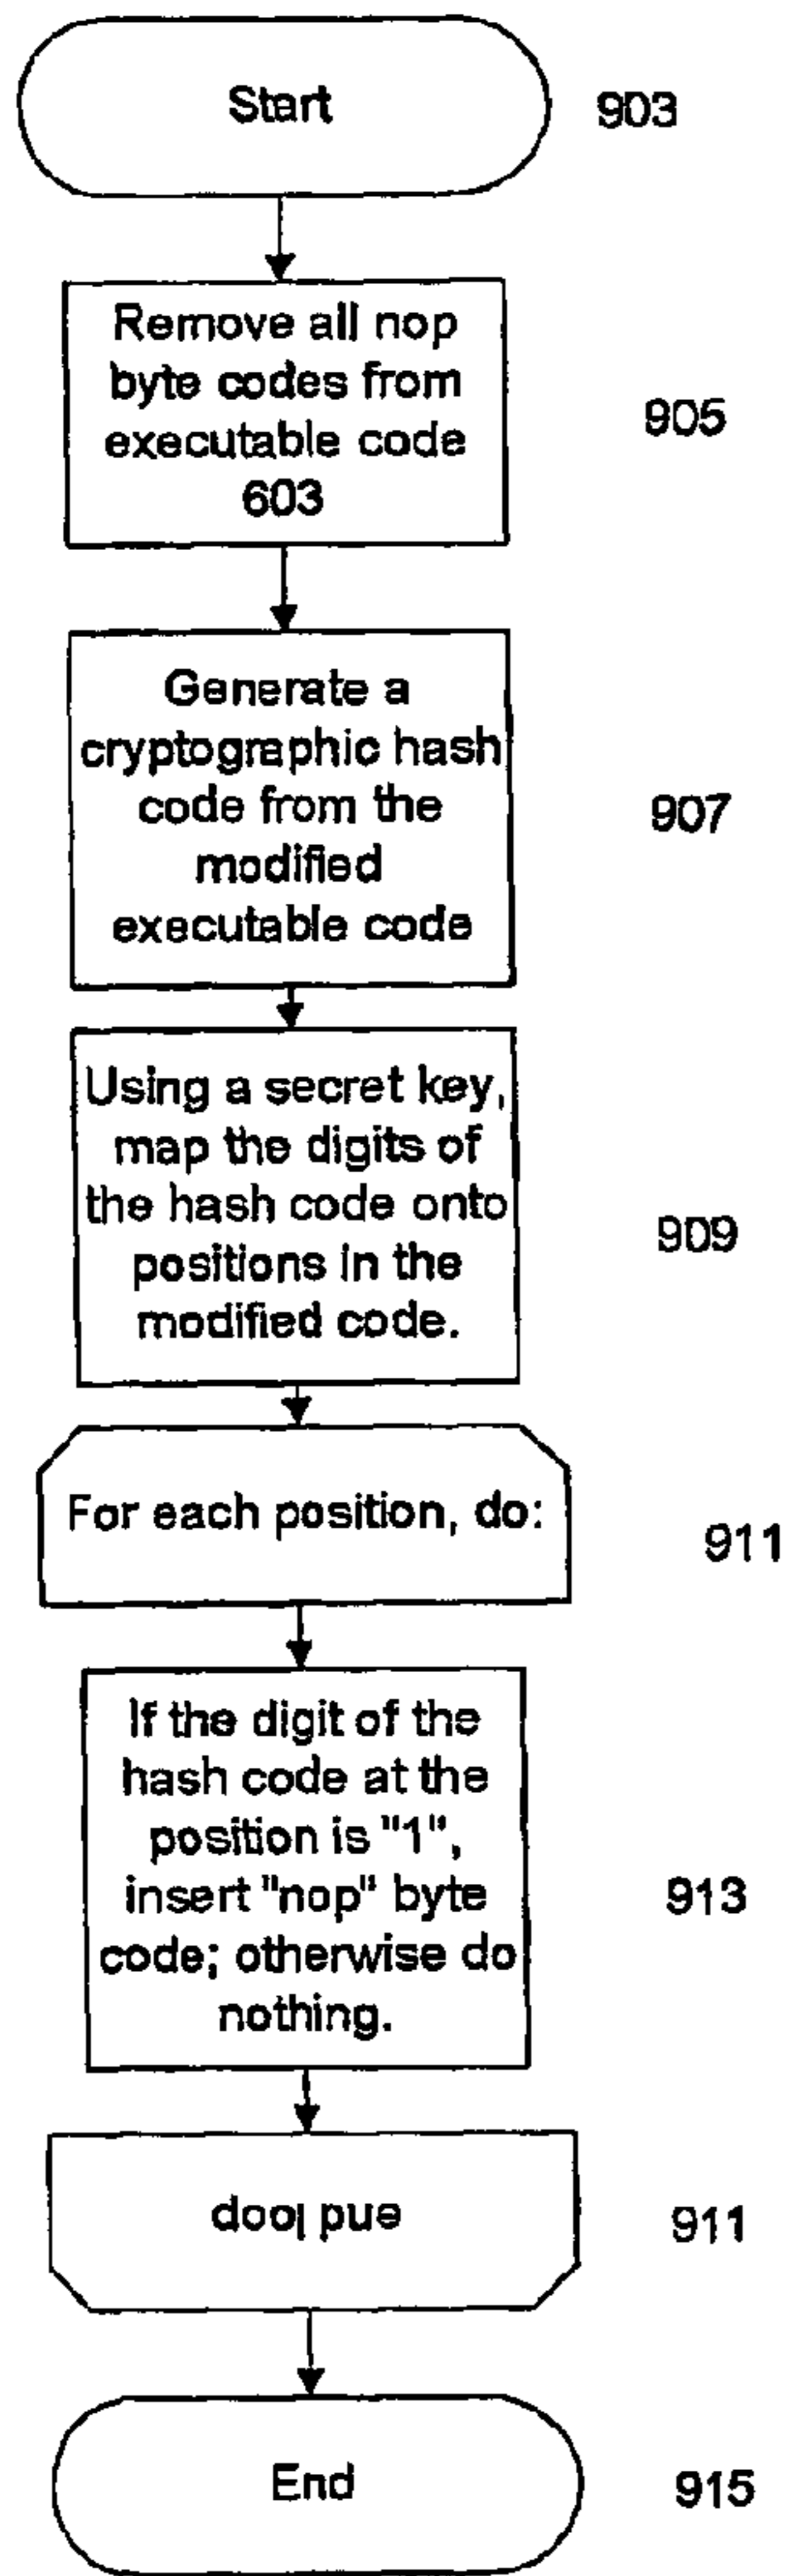 Start
903
Remove all nop
byte codes from
executable code
603
905
Generate a
cryptographic hash
code from the
modified
executable code
907
Using a secret key,
map the digits of
the hash code onto
positions in the
modified code.
909
For each position, do:
911
If the digit of the
hash code at the
position is "1",
insert "nop" byte
code; otherwise do
nothing.
913
end loop
911
End
915